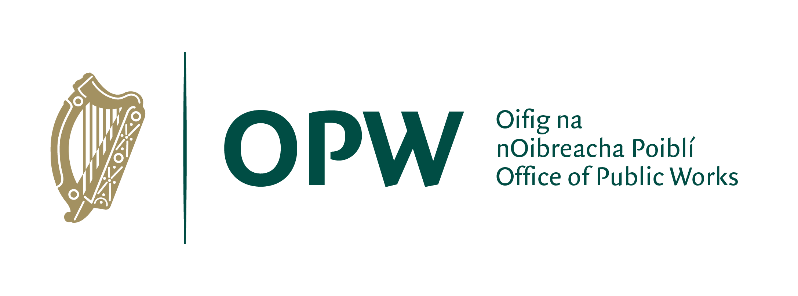 OPW
Oifig na
nOibreacha Poiblí
Office of Public Works